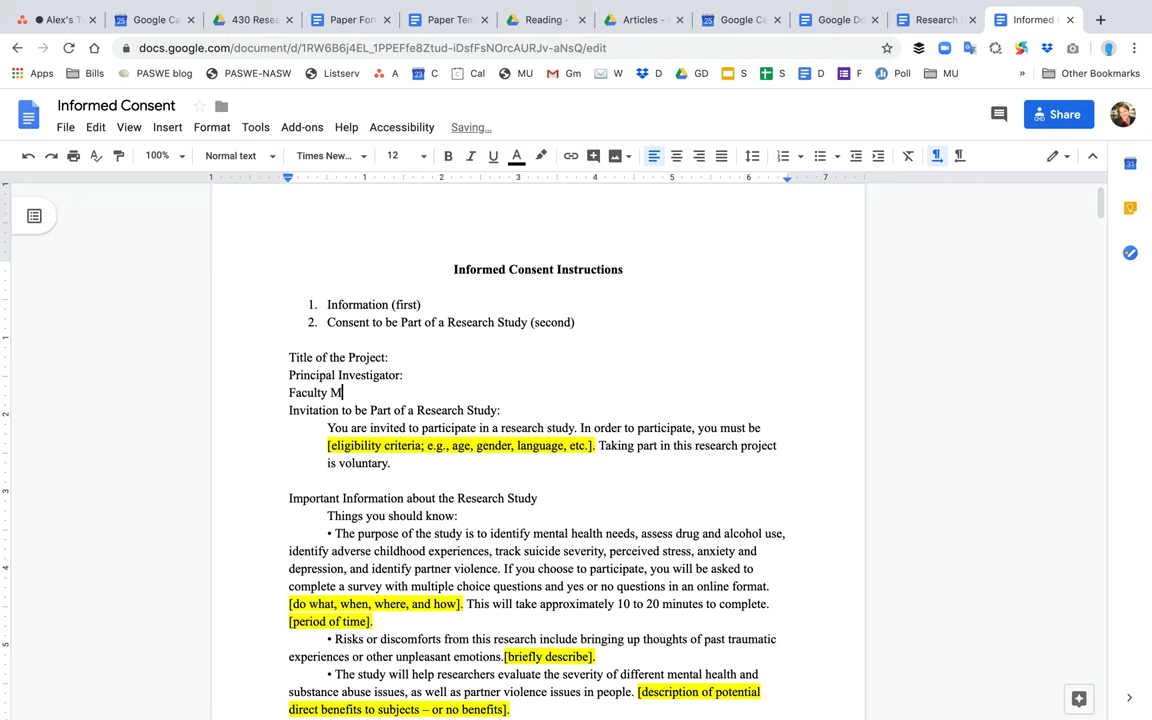 Alex's T
Google Ca
430 Resea
Paper For
Paper Tem
Reading -
Articles -
Google Ca
Google Do
Research
Informed
docs.google.com/document/d/1RW6B6j4EL_1PPEFfe8Ztud-iDsfFsNOrcAURJv-aNsQ/edit
Apps
Bills
PASWE blog
PASWE-NASW
Listserv
A
C
Cal
MU
Gm
W
D
GD
S
S
D
F
Poll
MU
»
Other Bookmarks
Informed Consent
File Edit View Insert Format Tools Add-ons Help Accessibility Saving...
Share
100% Normal text Times New... 12 B I U A
1 1 2 3 4 5 6 7
Informed Consent Instructions
1. Information (first)
2. Consent to be Part of a Research Study (second)
Title of the Project:
Principal Investigator:
Faculty M
Invitation to be Part of a Research Study:
You are invited to participate in a research study. In order to participate, you must be
[eligibility criteria; e.g., age, gender, language, etc.]. Taking part in this research project
is voluntary.
Important Information about the Research Study
Things you should know:
• The purpose of the study is to identify mental health needs, assess drug and alcohol use,
identify adverse childhood experiences, track suicide severity, perceived stress, anxiety and
depression, and identify partner violence. If you choose to participate, you will be asked to
complete a survey with multiple choice questions and yes or no questions in an online format.
[do what, when, where, and how]. This will take approximately 10 to 20 minutes to complete.
[period of time].
• Risks or discomforts from this research include bringing up thoughts of past traumatic
experiences or other unpleasant emotions.[briefly describe].
• The study will help researchers evaluate the severity of different mental health and
substance abuse issues, as well as partner violence issues in people. [description of potential
direct benefits to subjects – or no benefits].